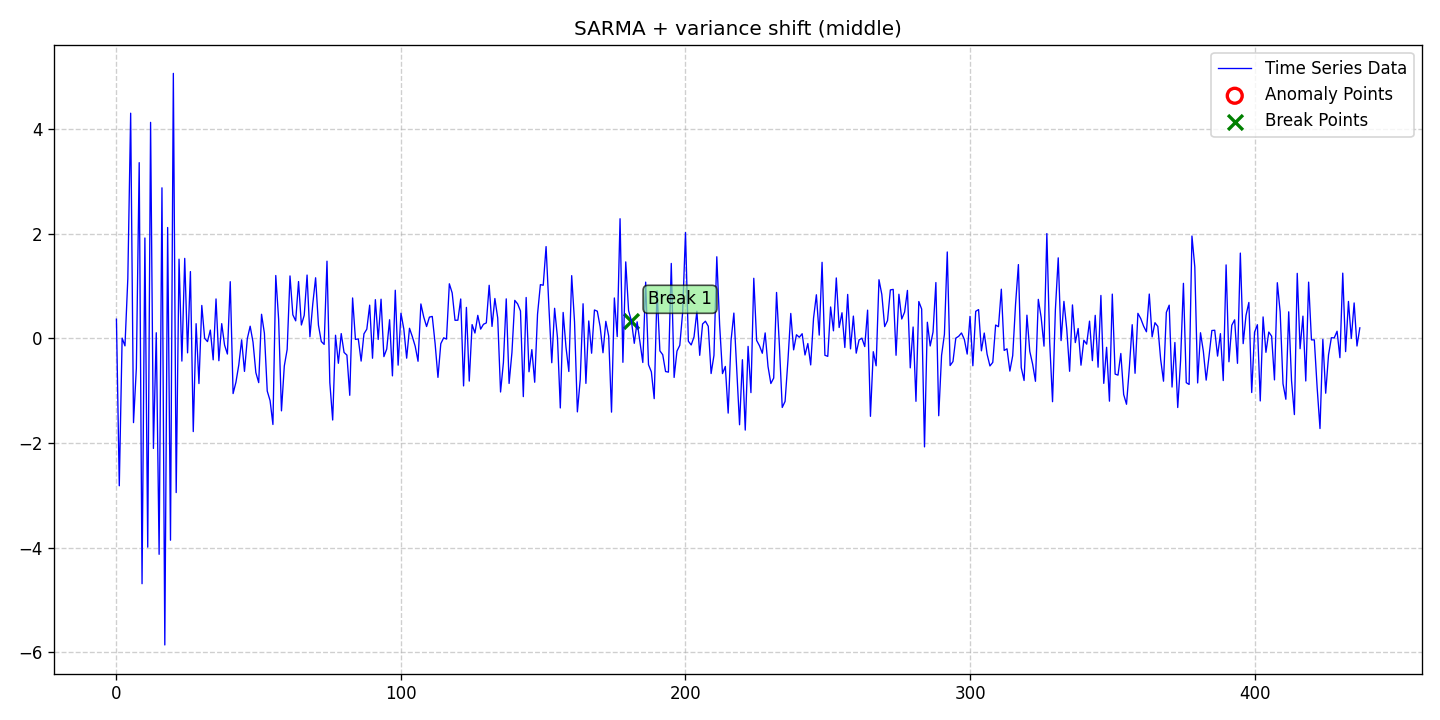 SARMA + variance shift (middle)
Time Series Data
Anomaly Points
Break Points
Break 1
4
2
0
−2
−4
−6
0
100
200
300
400